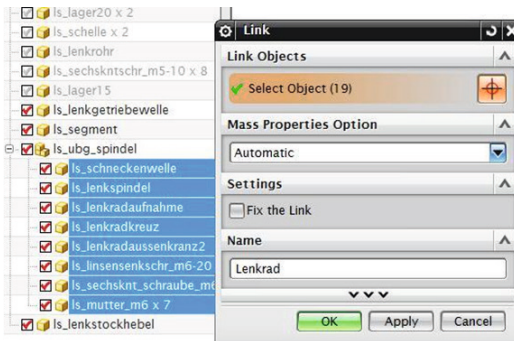 ls_lager20 x 2
ls_schelle x 2
ls_lenkrohr
ls_sechskntschr_m5-10 x 8
ls_lager15
ls_lenkgetriebewelle
ls_segment
ls_ubg_spindel
ls_schneckenwelle
ls_lenkspindel
ls_lenkradaufnahme
ls_lenkradkreuz
ls_lenkradaussenkranz2
ls_linsensenkschr_m6-20
ls_sechsknt_schraube_m6
ls_mutter_m6 x 7
ls_lenkstockhebel
Link
Link Objects
Select Object (19)
Mass Properties Option
Automatic
Settings
Fix the Link
Name
Lenkrad
OK Apply Cancel